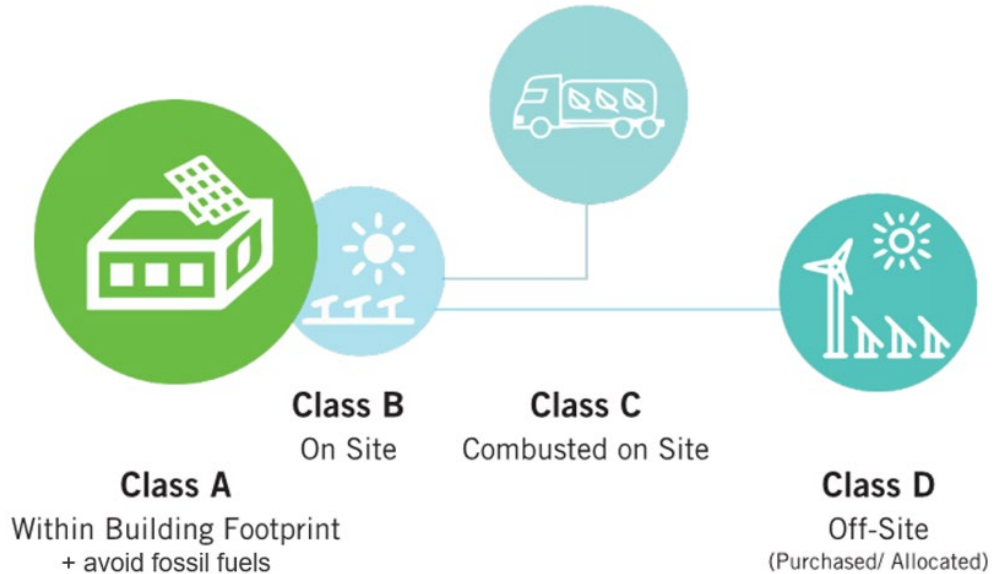 Class A
Within Building Footprint
+ avoid fossil fuels
Class B
On Site
Class C
Combusted on Site
Class D
Off-Site
(Purchased/ Allocated)